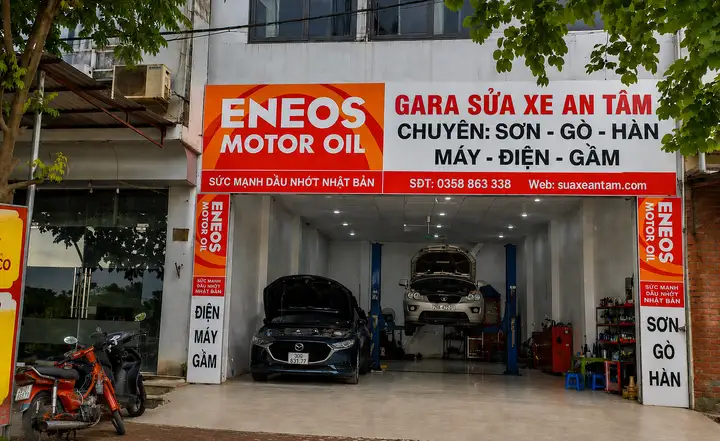 ENEOS
MOTOR OIL
SỨC MẠNH DẦU NHỚT NHẬT BẢN
GARA SỬA XE AN TÂM
CHUYÊN: SƠN - GÒ - HÀN
MÁY - ĐIỆN - GẦM
SĐT: 0358 863 338 Web: suaxeantam.com
ENEOS
MOTOR OIL
SỨC MẠNH
DẦU NHỚT
NHẬT BẢN
ĐIỆN
MÁY
GẦM
ENEOS
MOTOR OIL
SỨC MẠNH
DẦU NHỚT
NHẬT BẢN
SƠN
GÒ
HÀN